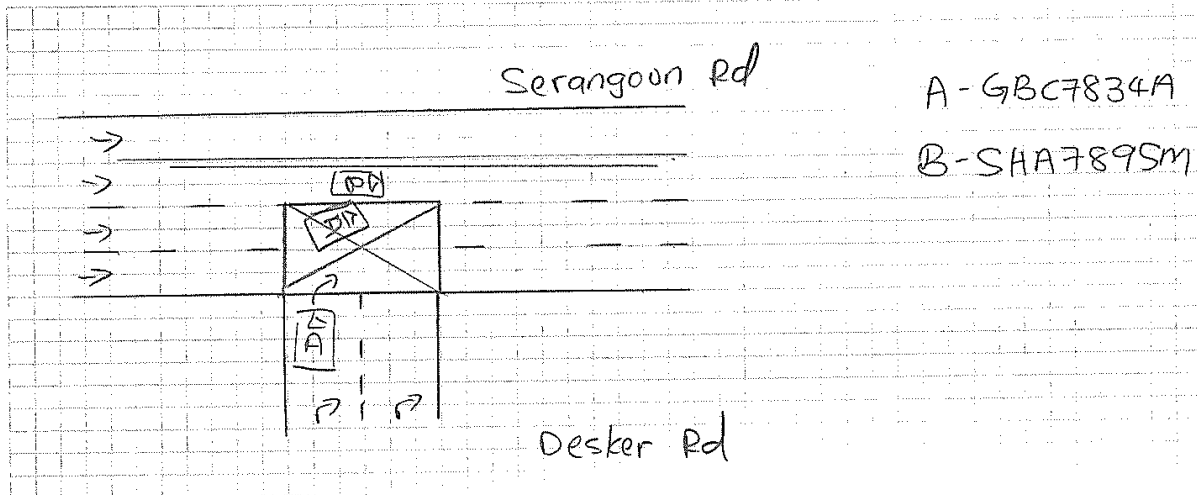 Serangoon Rd
A - GBC7834A
B - SHA7895M
A
Desker Rd